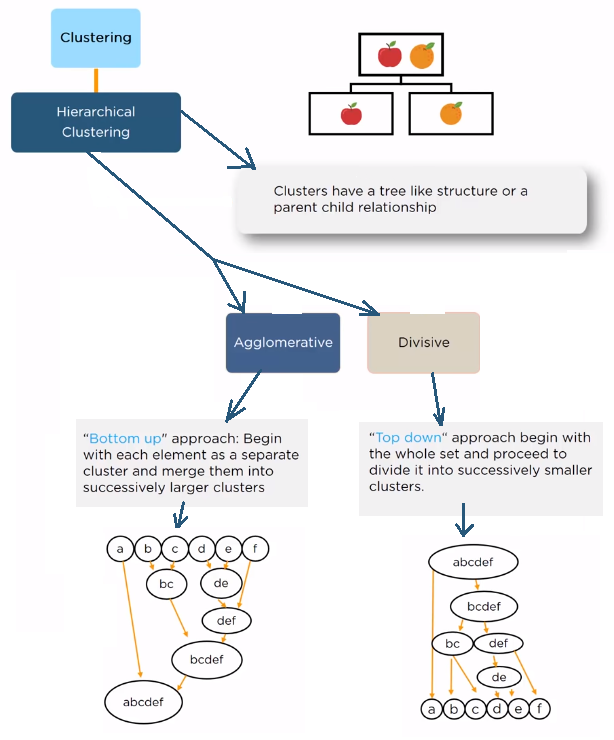 Clustering
Hierarchical
Clustering
Clusters have a tree like structure or a
parent child relationship
Agglomerative
Divisive
“Bottom up” approach: Begin
with each element as a separate
cluster and merge them into
successively larger clusters
“Top down“ approach begin with
the whole set and proceed to
divide it into successively smaller
clusters.
a b c d e f
bc de
def
bcdef
abcdef
abcdef
bcdef
bc def
de
a b c d e f